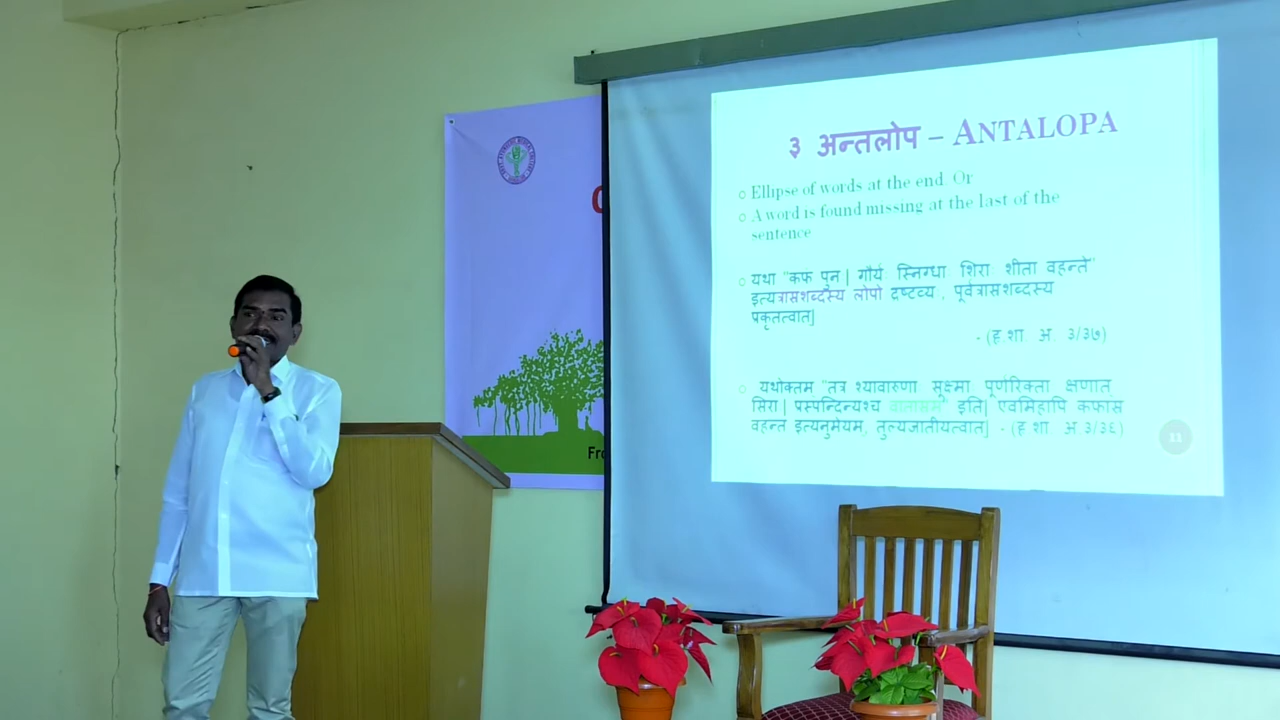 ३ अन्तलोप – ANTALOPA
Ellipse of words at the end. Or
A word is found missing at the last of the
sentence
यथा "कफ पुन | गौर्य स्निग्धा शिरा शीता वहन्ते"
इत्यत्रासशब्दस्य लोपो द्रष्टव्य , पूर्वत्रासशब्दस्य
प्रकृतत्वात्|
- (हृ.शा. अ. ३/३७)
यथोक्तम "तत्र श्यावारुणा सूक्ष्मा पूर्णरिक्ता क्षणात्
सिरा | प्रस्पन्दिन्यश्च वातासम्" इति| एवमिहापि कफास
वहन्त इत्यनुमेयम, तुल्यजातीयत्वात्| - (हृ शा अ ३/३६)
11